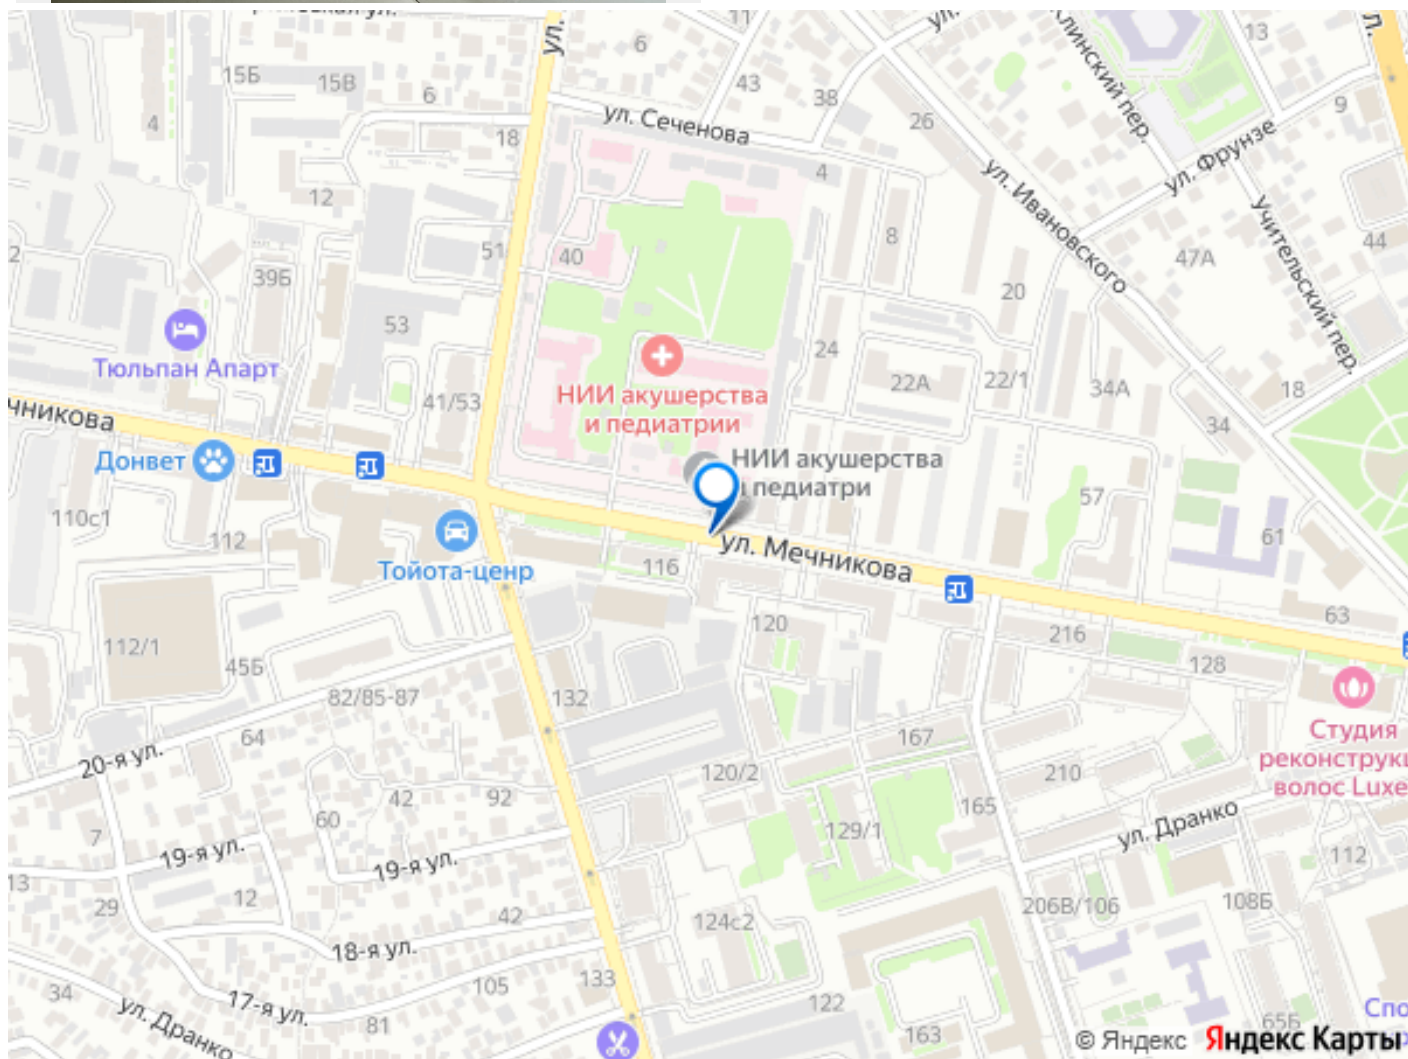 11
ул.
13
ул.
6
ул.
Клинский пер.
15Б
15В
43
6
38
9
4
18
ул. Сеченова
26
ул. Фрунзе
4
12
ул. Ивановского
Учительский пер.
8
44
2
51
40
47А
39Б
20
53
24
Тюльпан Апарт
НИИ акушерства
и педиатрии
22А
22/1
34А
18
41/53
34
чникова
Донвет
НИИ акушерства
педиатри
57
110с1
112
61
Тойота-ценр
116
ул. Мечникова
63
120
216
112/1
45Б
128
82/85-87
132
Студия
реконструкц
волос Luxe
64
20-я ул.
167
120/2
210
42
92
60
165
7
129/1
ул. Дранко
19-я ул.
19-я ул.
112
13
12
29
42
206В/106
108Б
124с2
18-я ул.
133
34
105
17-я ул.
122
ул. Дранко
81
163
65Б
Спо
© Яндекс
Яндекс Карты